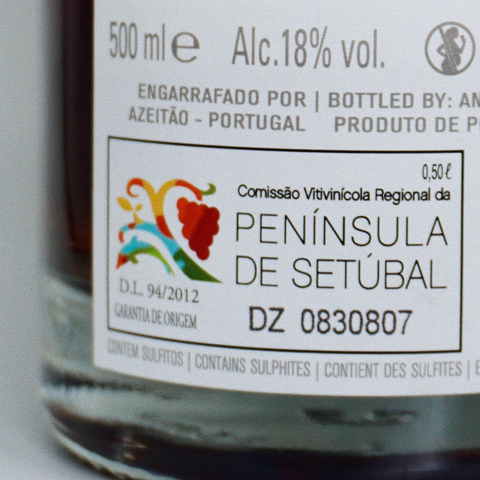 500 ml e Alc.18% vol.
ENGARRAFADO POR | BOTTLED BY: AN
AZEITÃO - PORTUGAL PRODUTO DE P
0,50 ℓ
Comissão Vitivinícola Regional da
PENÍNSULA
DE SETÚBAL
D.L. 94/2012
GARANTIA DE ORIGEM
DZ 0830807
CONTEM SULFITOS | CONTAINS SULPHITES | CONTIENT DES SULFITES | E